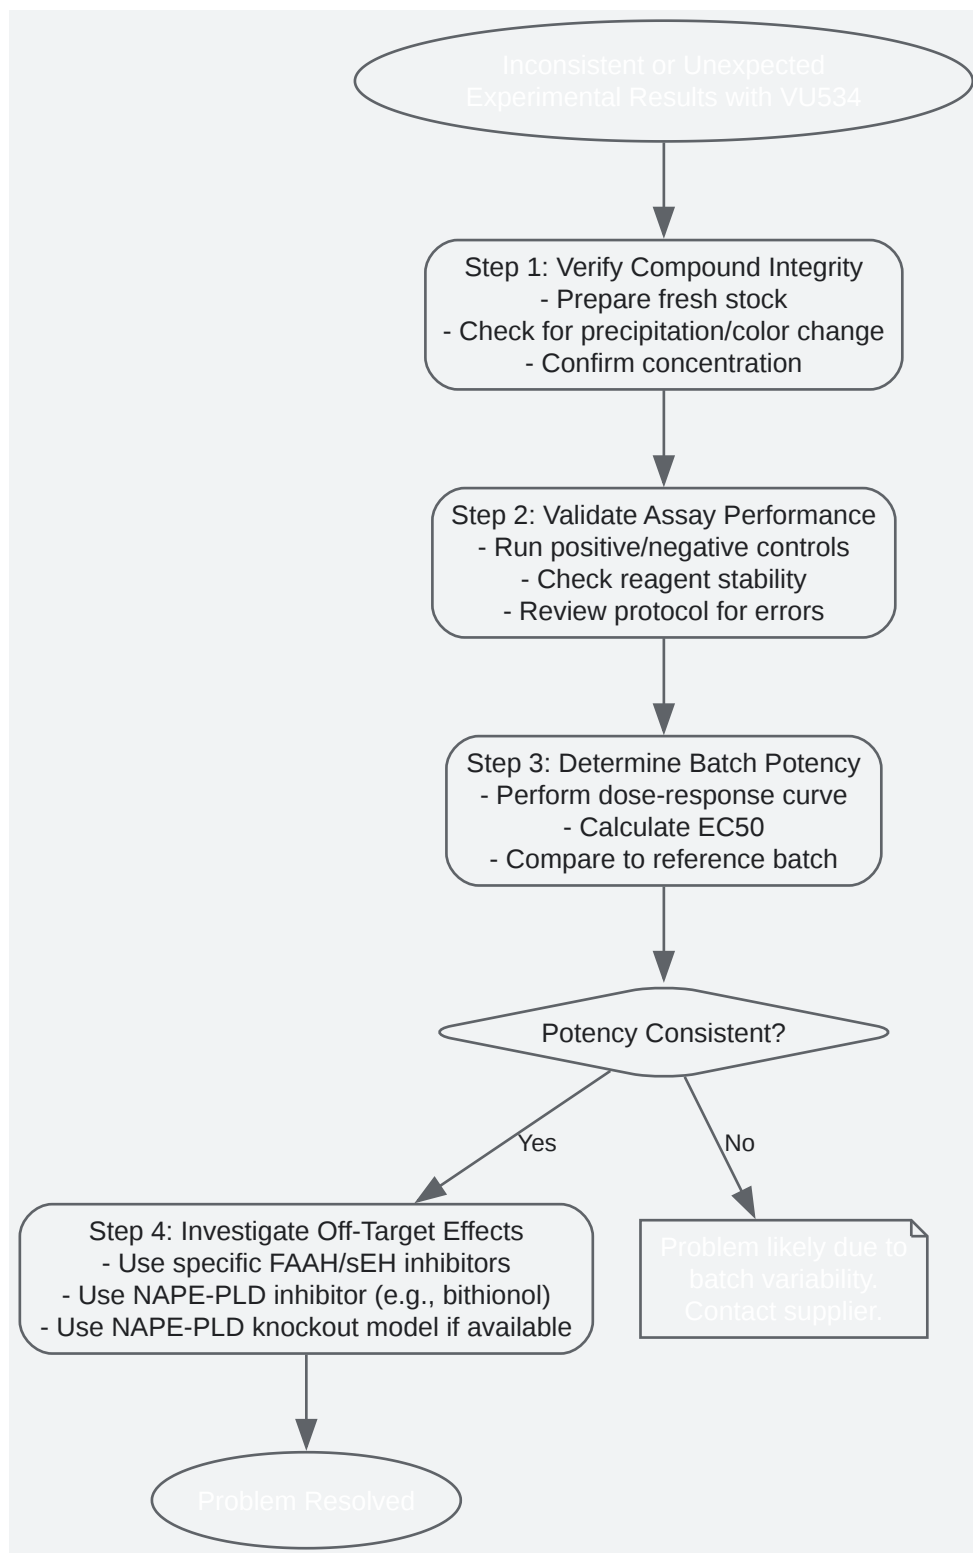 Inconsistent or Unexpected
Experimental Results with VU534
Step 1: Verify Compound Integrity
- Prepare fresh stock
- Check for precipitation/color change
- Confirm concentration
Step 2: Validate Assay Performance
- Run positive/negative controls
- Check reagent stability
- Review protocol for errors
Step 3: Determine Batch Potency
- Perform dose-response curve
- Calculate EC50
- Compare to reference batch
Potency Consistent?
Yes
No
Step 4: Investigate Off-Target Effects
- Use specific FAAH/sEH inhibitors
- Use NAPE-PLD inhibitor (e.g., bithionol)
- Use NAPE-PLD knockout model if available
Problem likely due to
batch variability.
Contact supplier.
Problem Resolved